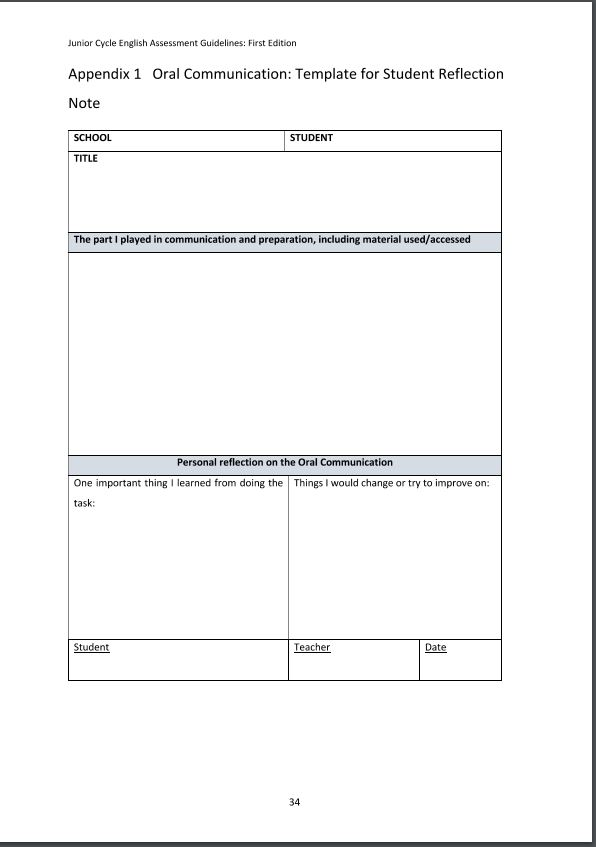 Junior Cycle English Assessment Guidelines: First Edition
Appendix 1 Oral Communication: Template for Student Reflection
Note
SCHOOL STUDENT
TITLE
The part I played in communication and preparation, including material used/accessed
Personal reflection on the Oral Communication
One important thing I learned from doing the
task:
Things I would change or try to improve on:
Student Teacher Date
34